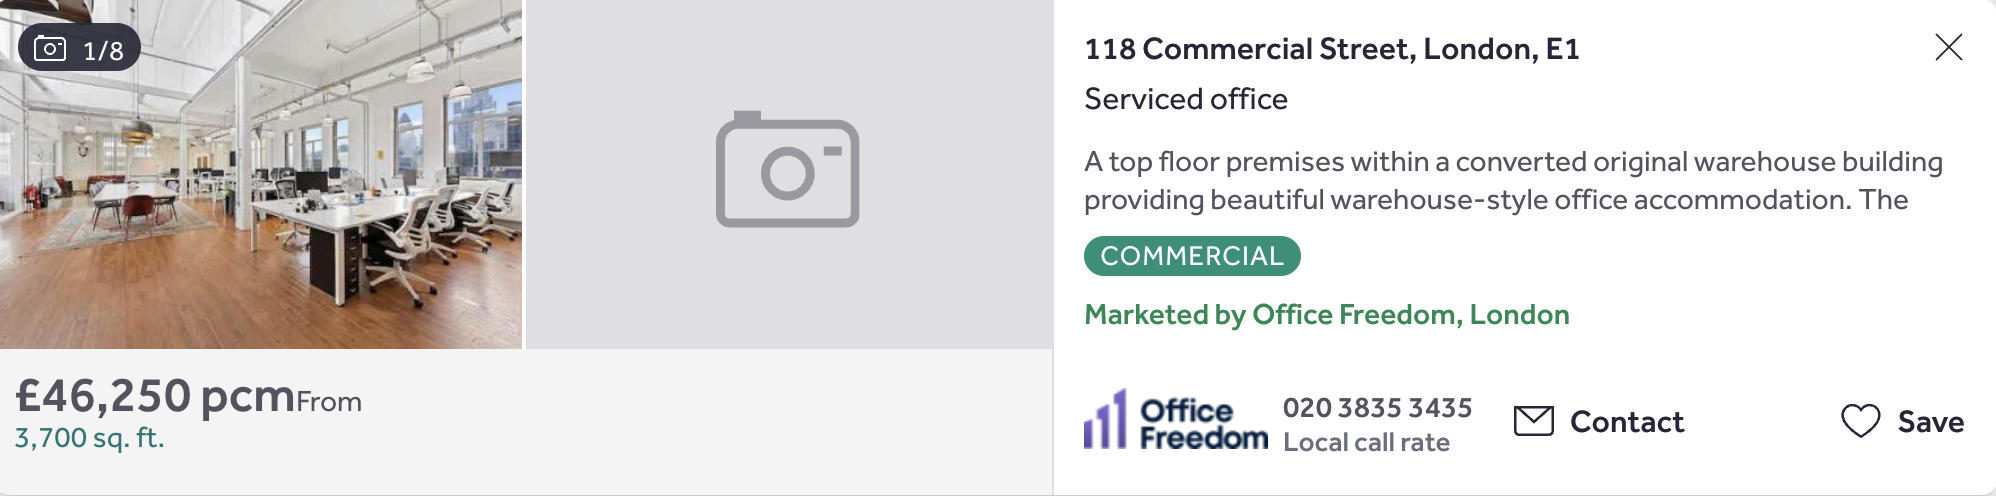 1/8
118 Commercial Street, London, E1
Serviced office
A top floor premises within a converted original warehouse building
providing beautiful warehouse-style office accommodation. The
COMMERCIAL
Marketed by Office Freedom, London
£46,250 pcmFrom
3,700 sq. ft.
Office
Freedom
020 3835 3435
Local call rate
Contact
Save